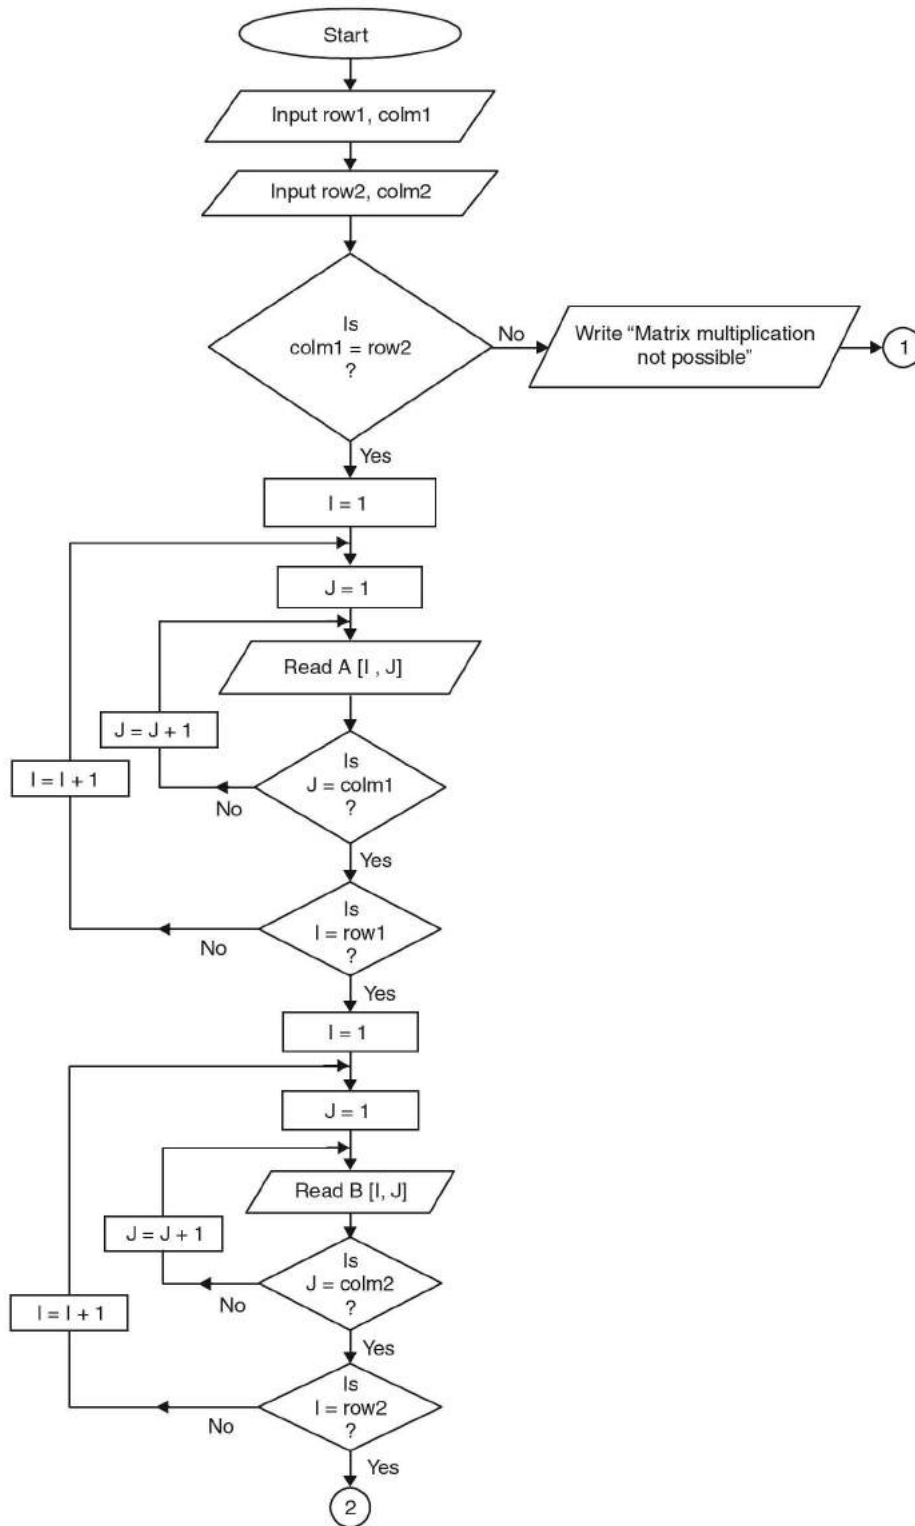 Start
Input row1, colm1
Input row2, colm2
Is
colm1 = row2
?
No
Write “Matrix multiplication
not possible”
1
Yes
I = 1
J = 1
Read A [I , J]
J = J + 1
Is
J = colm1
?
No
I = I + 1
Yes
Is
I = row1
?
No
Yes
I = 1
J = 1
Read B [I, J]
J = J + 1
Is
J = colm2
?
No
I = I + 1
Yes
Is
I = row2
?
No
Yes
2